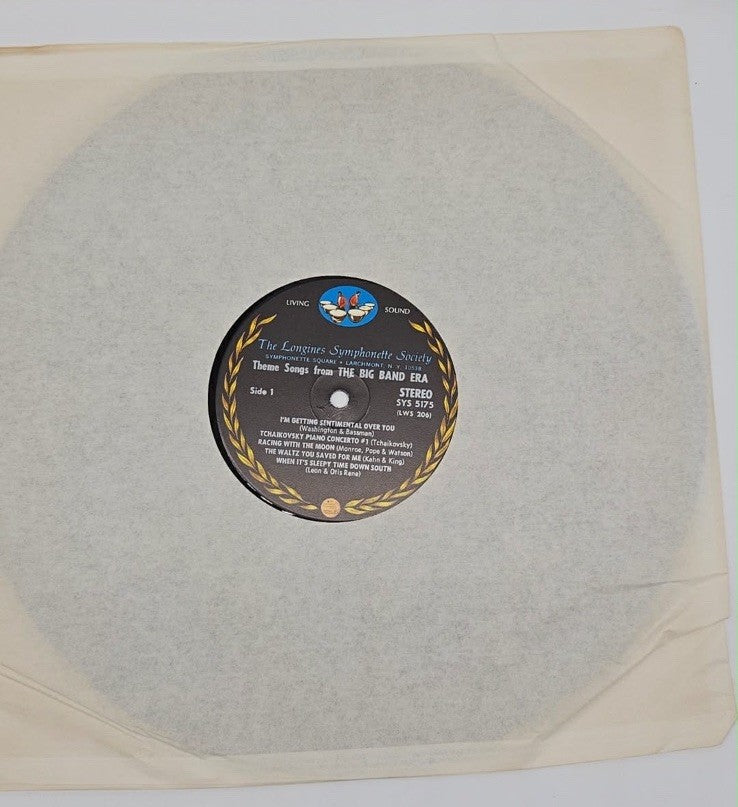 LIVING SOUND
The Longines Symphonette Society
SYMPHONETTE SQUARE • LARCHMONT, N. Y. 10538
Theme Songs from THE BIG BAND ERA
Side 1
STEREO
SYS 5175
(LWS 206)
I'M GETTING SENTIMENTAL OVER YOU
(Washington & Bassman)
TCHAIKOVSKY PIANO CONCERTO #1 (Tchaikovsky)
RACING WITH THE MOON (Monroe, Pope & Watson)
THE WALTZ YOU SAVED FOR ME (Kahn & King)
WHEN IT'S SLEEPY TIME DOWN SOUTH
(Leon & Otis Rene)